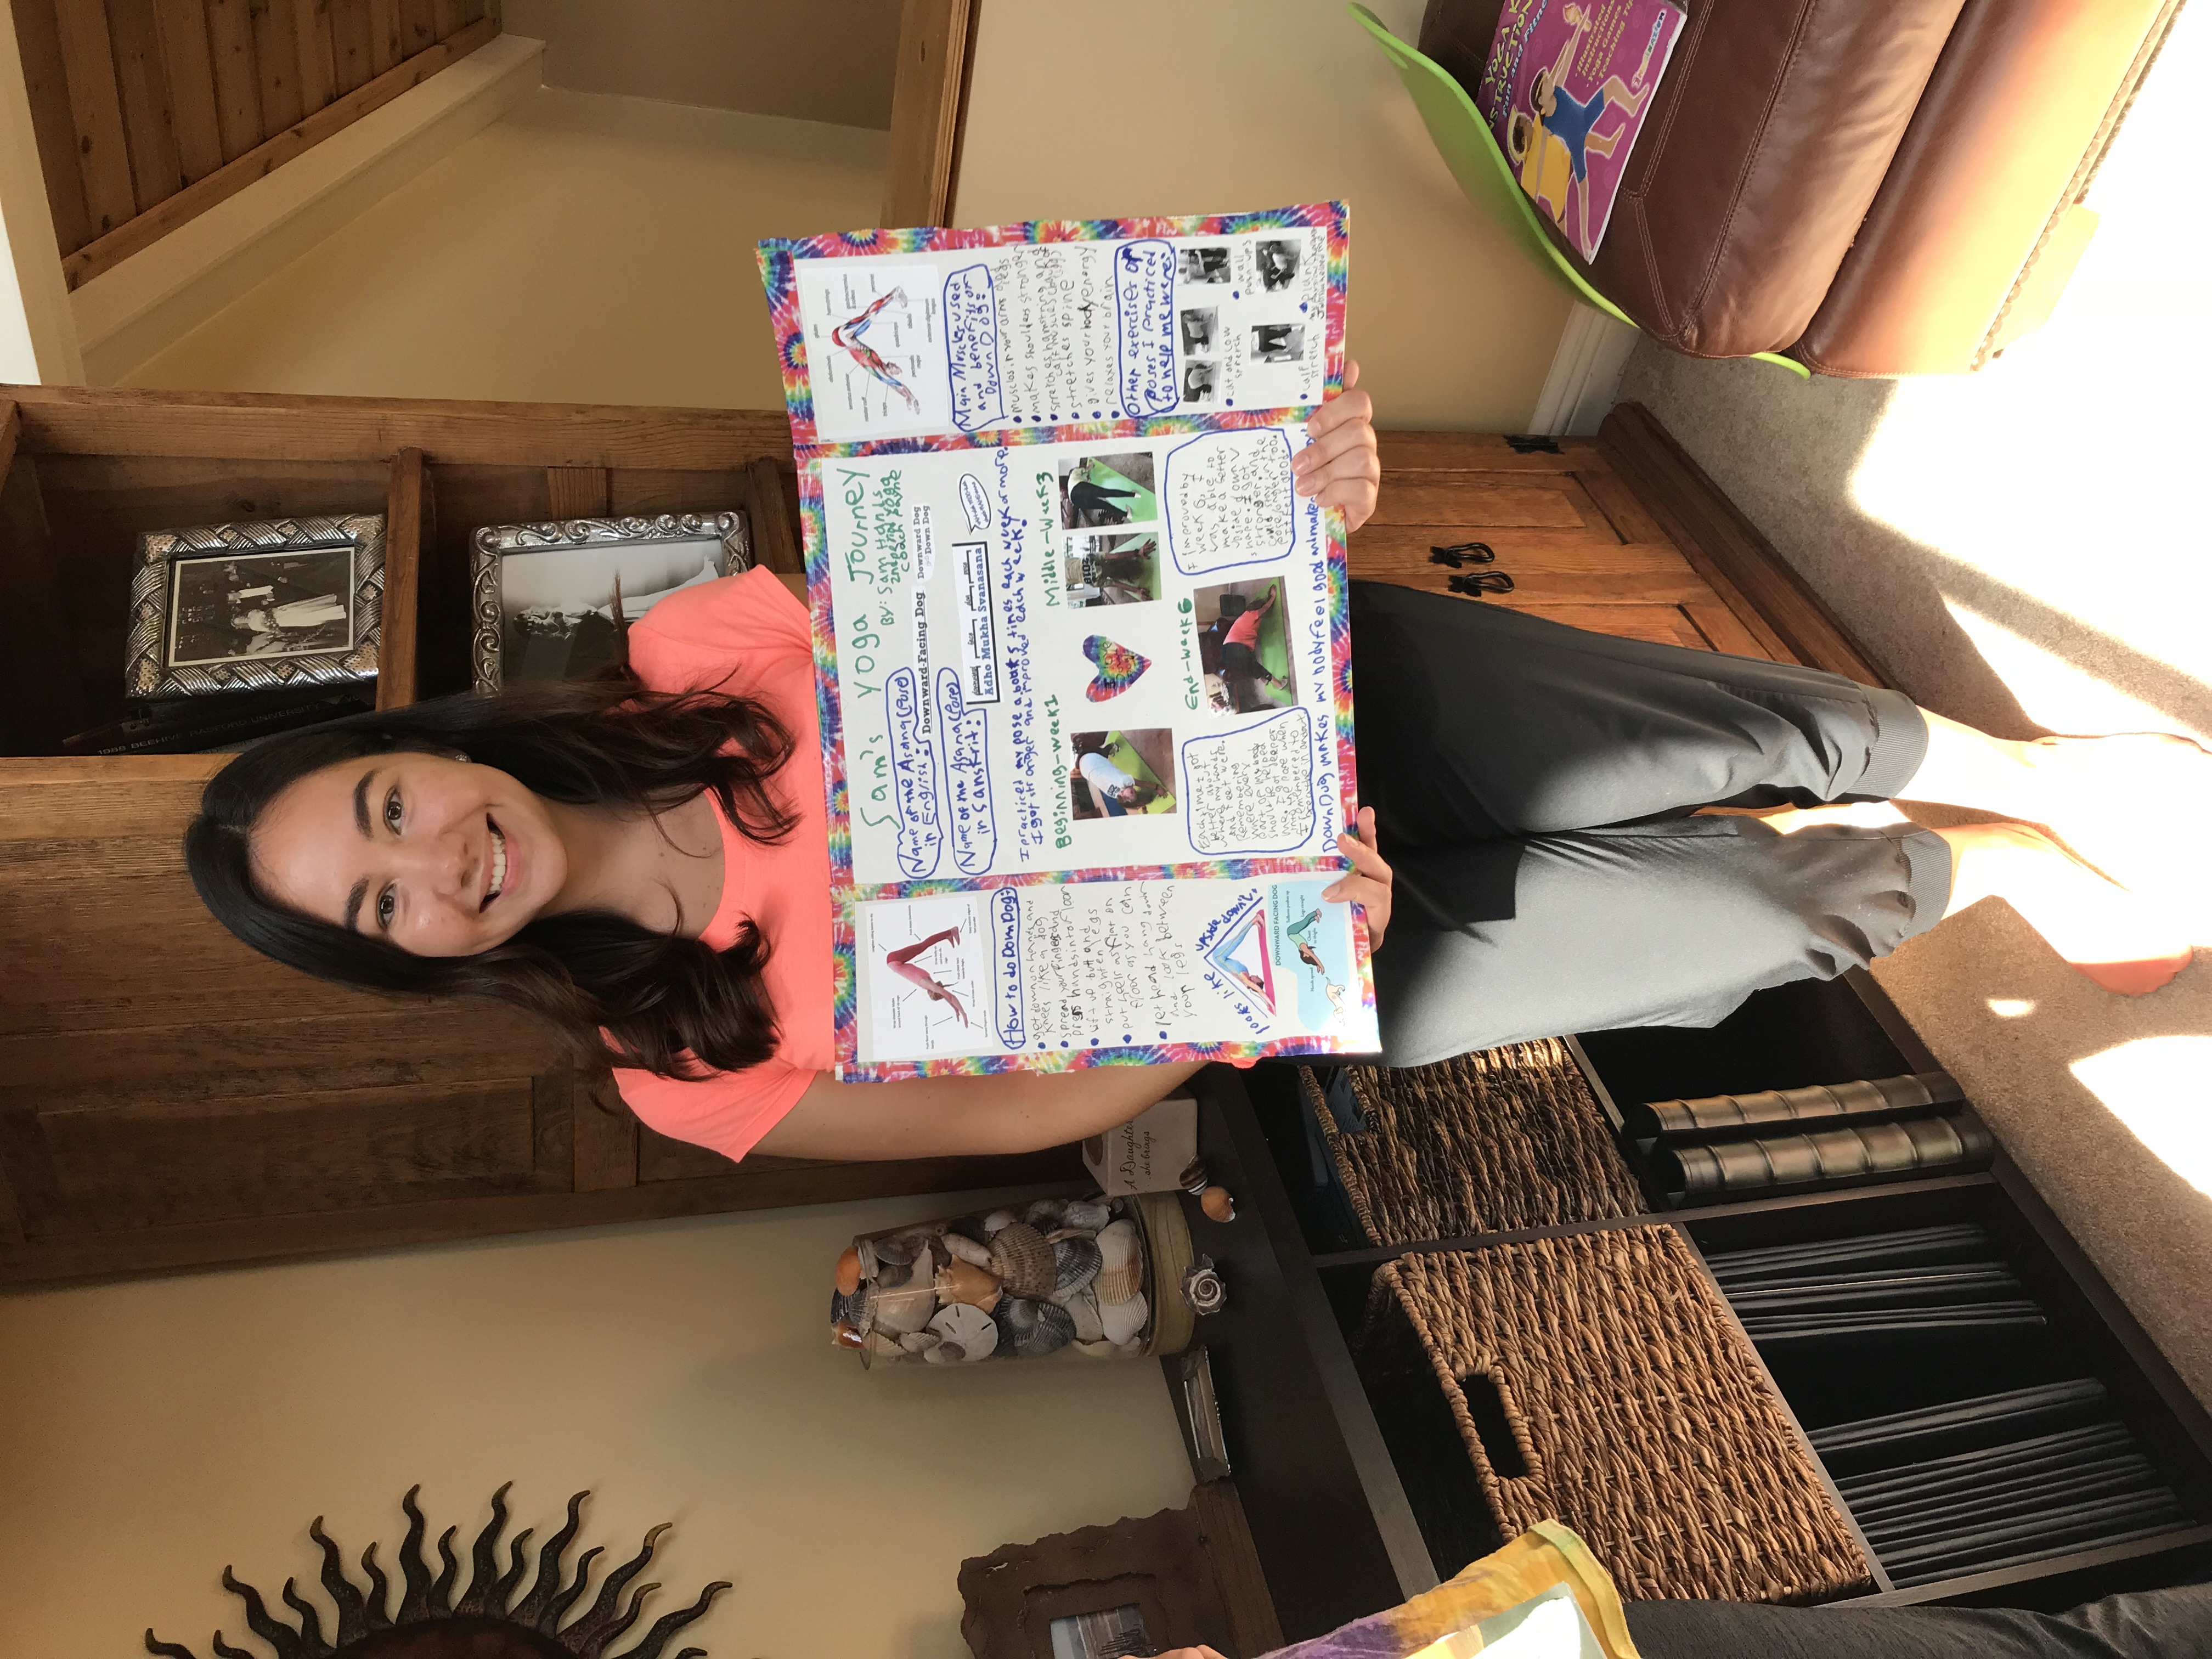 Sam's Yoga Journey
By: Sam
2nd period Yoga
Coach Payne
Name of the Asana (Pose)
in English:
Downward-Facing Dog
Downward Dog
Down Dog
Name of the Asana (Pose)
in Sanskrit:
downward face dog pose
Adho Mukha Svanasana
I practiced my pose about 5 times each week or more.
I got stronger and improved each week!
Beginning-week 1
Middle-Week 3
End-week 6
Each time I got
better about
where my hands
and feet were.
Remembering
where every
part of my body
should be helped
me. I got deeper
into the pose when
I remembered to
breathe in and out
I improved by
week 6, I
was able to
make a better
upside down V
shape. I got
stronger and
could stay in the
pose longer too.
It felt good.
Down Dog makes my body feel good and makes
How to do Down Dog:
get down on hands and
knees like a dog
spread your fingers and
press hands into floor
lift up butt and
straighten legs
put heels as flat on
floor as you can
let head hang down
and look between
your legs
looks like upside down V
DOWNWARD FACING DOG
Main Muscles used
and benefits of
Down Dog:
muscles in your arms and legs
makes shoulders stronger
stretches hamstring and
calf muscles
stretches spine
gives your body energy
relaxes your brain
Other exercises or
poses I practiced
to help me were:
cat and cow
stretch
wall
push ups
calf
stretch
plank
abdominals
glutes
hamstrings
triceps
quadriceps
A Daughter
...she brings
YOGA
INSTRUCTION
Fun and Fitness
Illustrated
Instructions
Yoga Games
Teaching